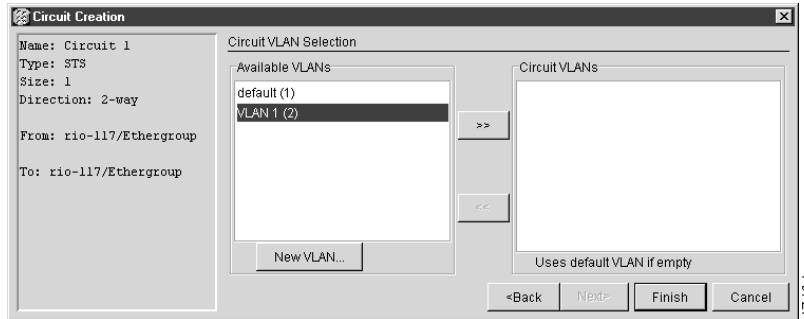 Circuit Creation
Name: Circuit 1
Type: STS
Size: 1
Direction: 2-way
From: rio-117/Ethergroup
To: rio-117/Ethergroup
Circuit VLAN Selection
Available VLANs
default (1)
VLAN 1 (2)
New VLAN...
>>
<<
Circuit VLANs
Uses default VLAN if empty
<Back
Next>
Finish
Cancel